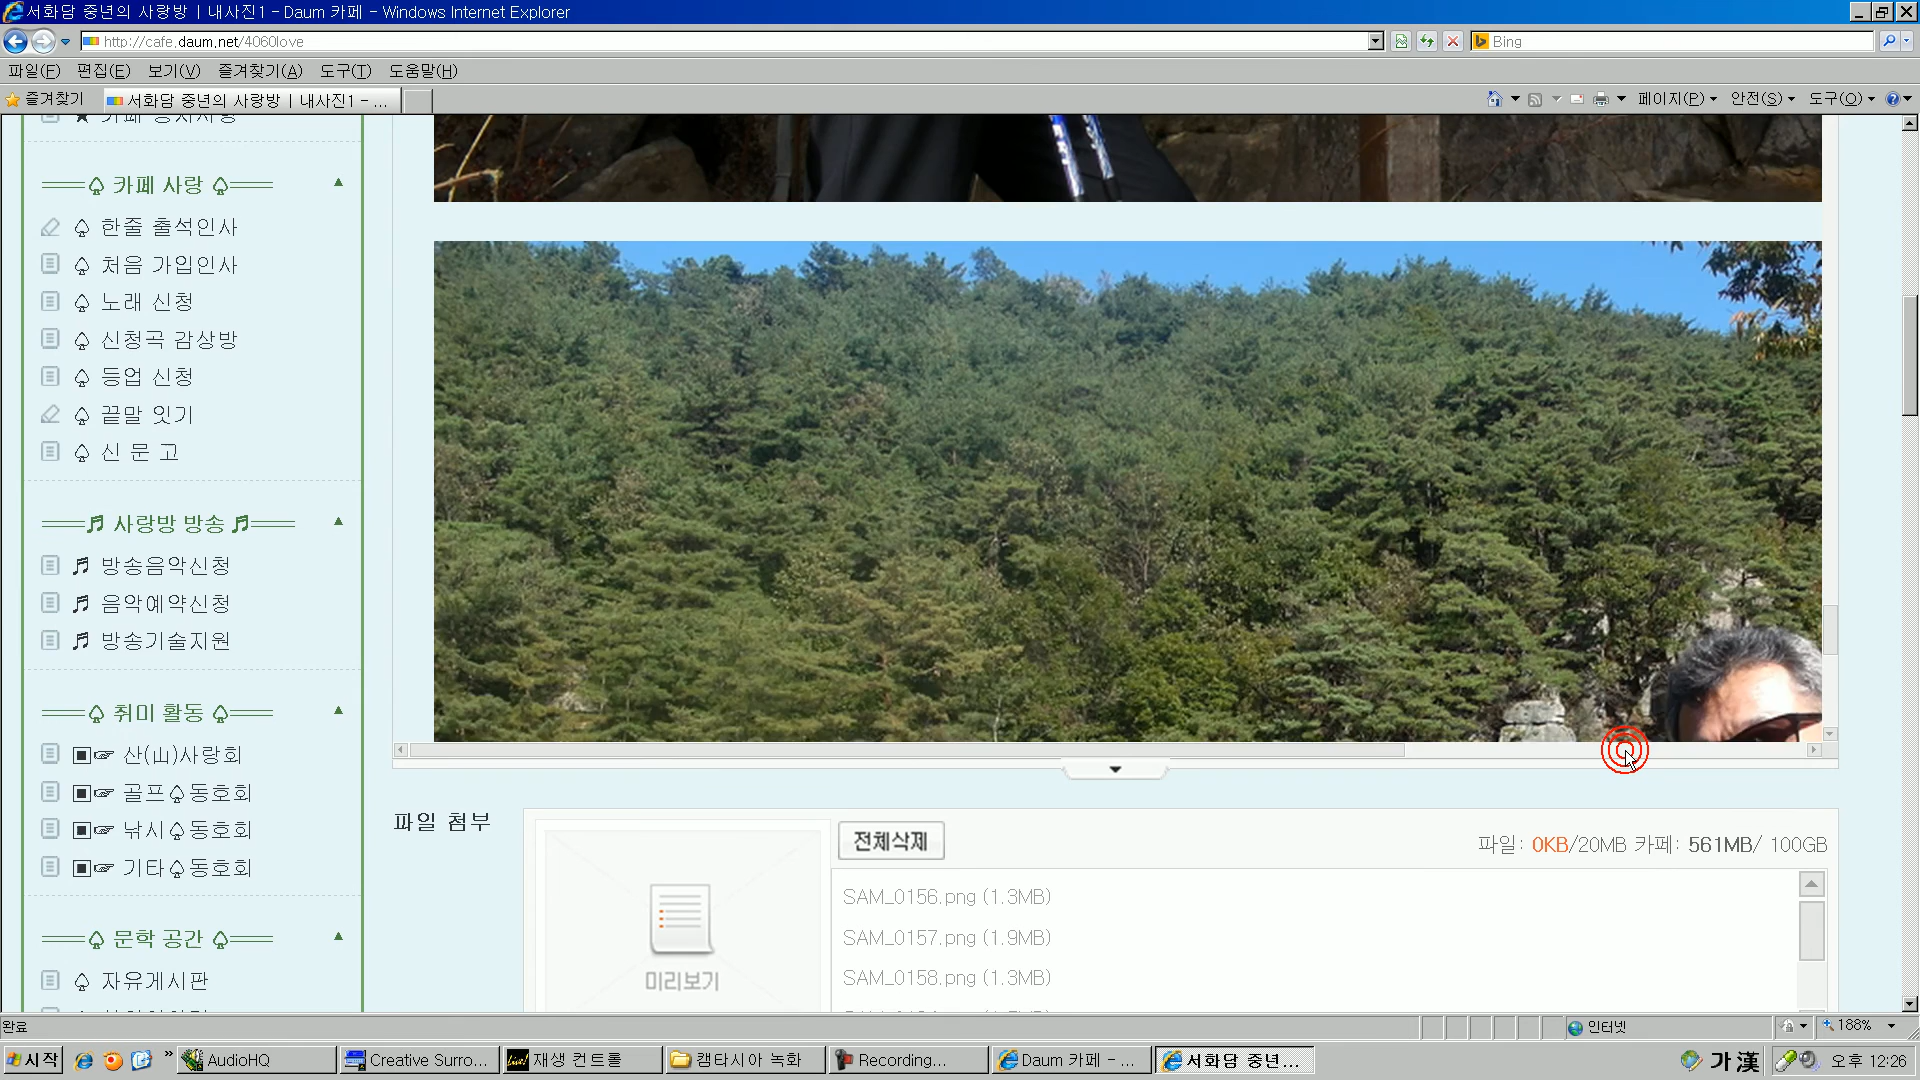 서화담 중년의 사랑방 | 내사진1 - Daum 카페 - Windows Internet Explorer
http://cafe.daum.net/4060love
Bing
파일(F) 편집(E) 보기(V) 즐겨찾기(A) 도구(T) 도움말(H)
즐겨찾기 서화담 중년의 사랑방 | 내사진1 - ... 페이지(P) 안전(S) 도구(O)
♤ 카페 사랑 ♤ ▲
♤ 한줄 출석인사
♤ 처음 가입인사
♤ 노래 신청
♤ 신청곡 감상방
♤ 등업 신청
♤ 끝말 잇기
♤ 신 문 고
♬ 사랑방 방송 ♬ ▲
♬ 방송음악신청
♬ 음악예약신청
♬ 방송기술지원
♤ 취미 활동 ♤ ▲
▣☞ 산(山)사랑회
▣☞ 골프♤동호회
▣☞ 낚시♤동호회
▣☞ 기타♤동호회
♤ 문학 공간 ♤ ▲
♤ 자유게시판
파일 첨부
미리보기
전체삭제
파일: 0KB/20MB 카페: 561MB/ 100GB
SAM_0156.png (1.3MB)
SAM_0157.png (1.9MB)
SAM_0158.png (1.3MB)
완료 인터넷 188%
시작 » AudioHQ Creative Surro... 재생 컨트롤 캠타시아 녹화 Recording... Daum 카페 - ... 서화담 중년... 가 漢 오후 12:26